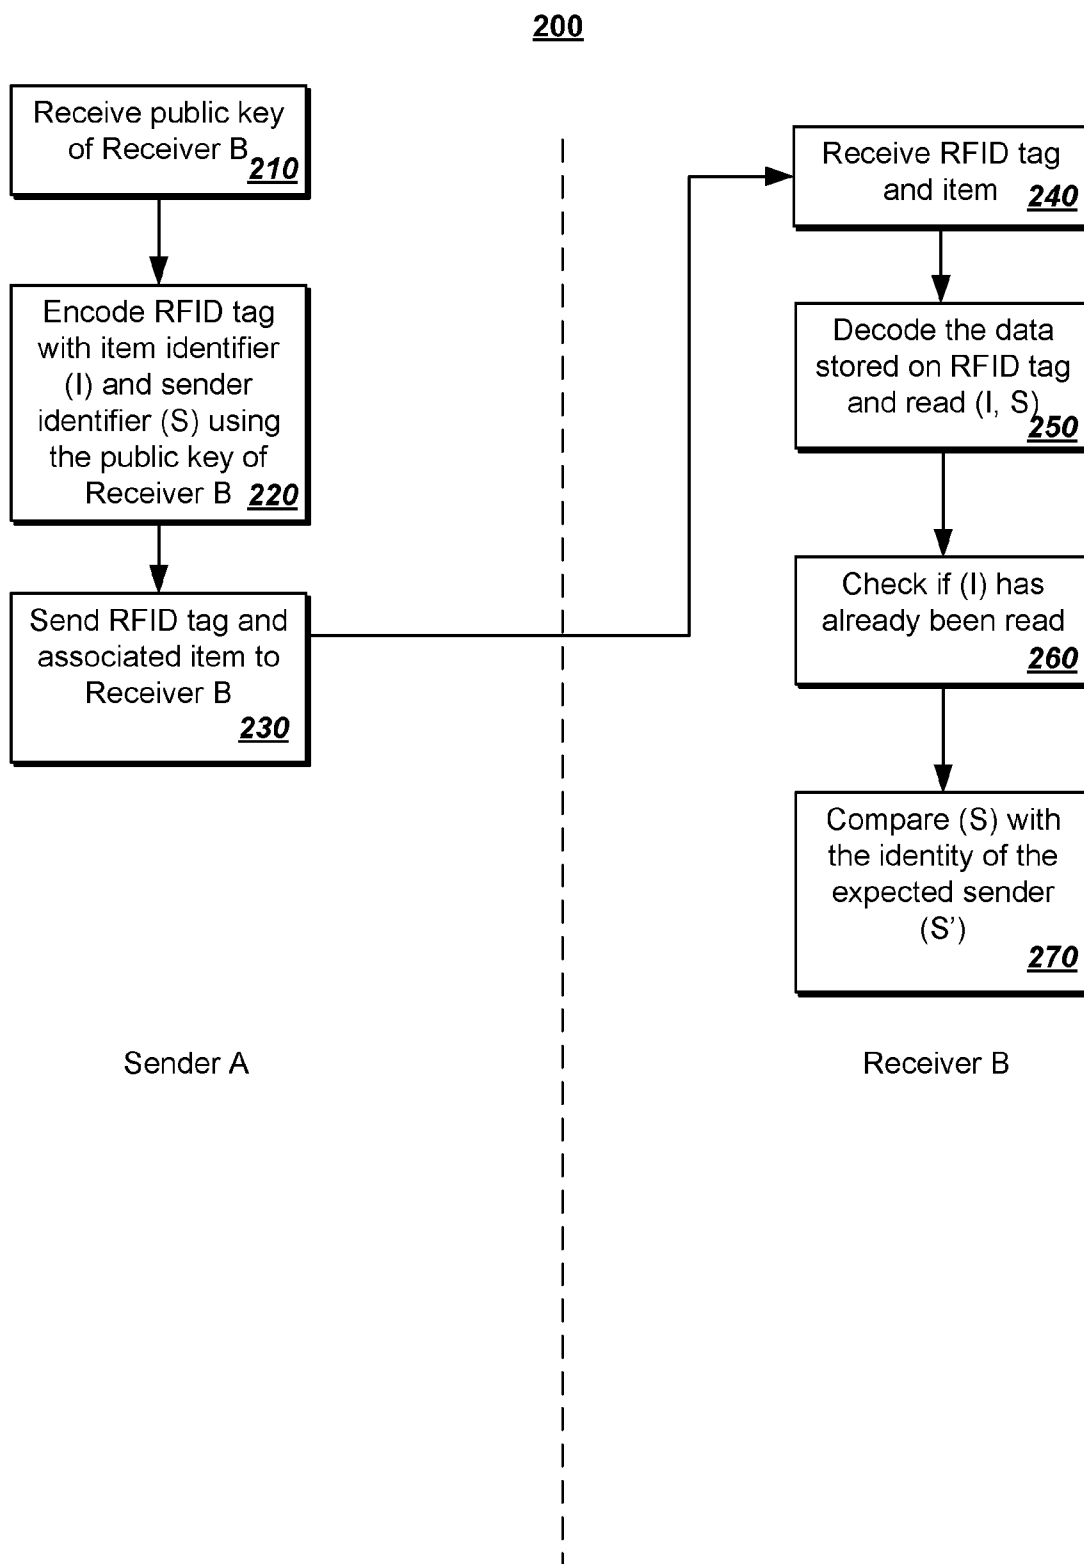 200
Receive public key
of Receiver B
210
Encode RFID tag
with item identifier
(I) and sender
identifier (S) using
the public key of
Receiver B 220
Send RFID tag and
associated item to
Receiver B
230
Sender A
Receive RFID tag
and item 240
Decode the data
stored on RFID tag
and read (I, S)
250
Check if (I) has
already been read
260
Compare (S) with
the identity of the
expected sender
(S’)
270
Receiver B